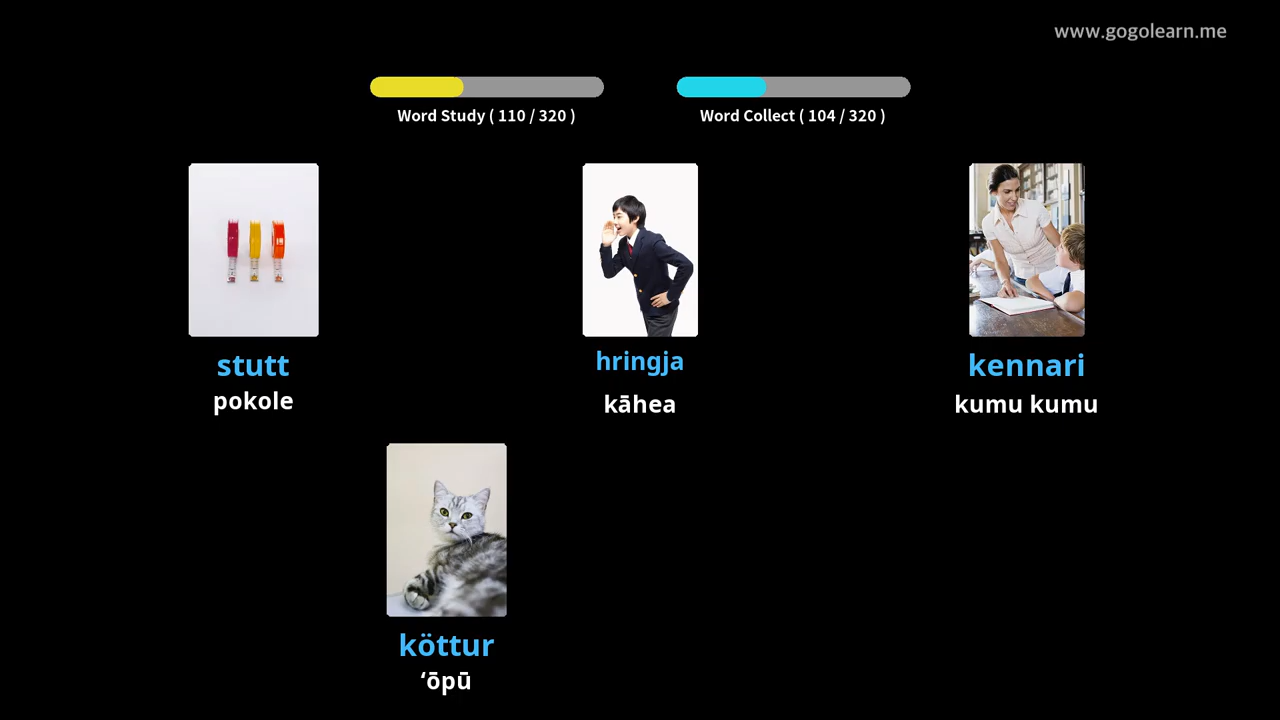 www.gogolearn.me
Word Study ( 110 / 320 )
Word Collect ( 104 / 320 )
stutt
pokole
hringja
kāhea
kennari
kumu kumu
köttur
ʻōpū